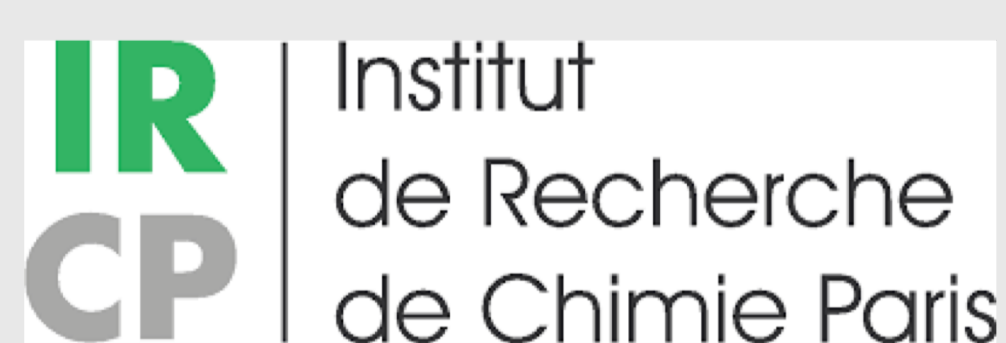 IR
CP
Institut
de Recherche
de Chimie Paris